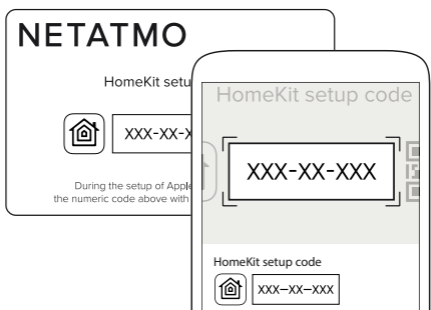 NETATMO
HomeKit setu
XXX-XX-X
During the setup of Apple
the numeric code above with
HomeKit setup code
XXX-XX-XXX
HomeKit setup code
XXX–XX–XXX